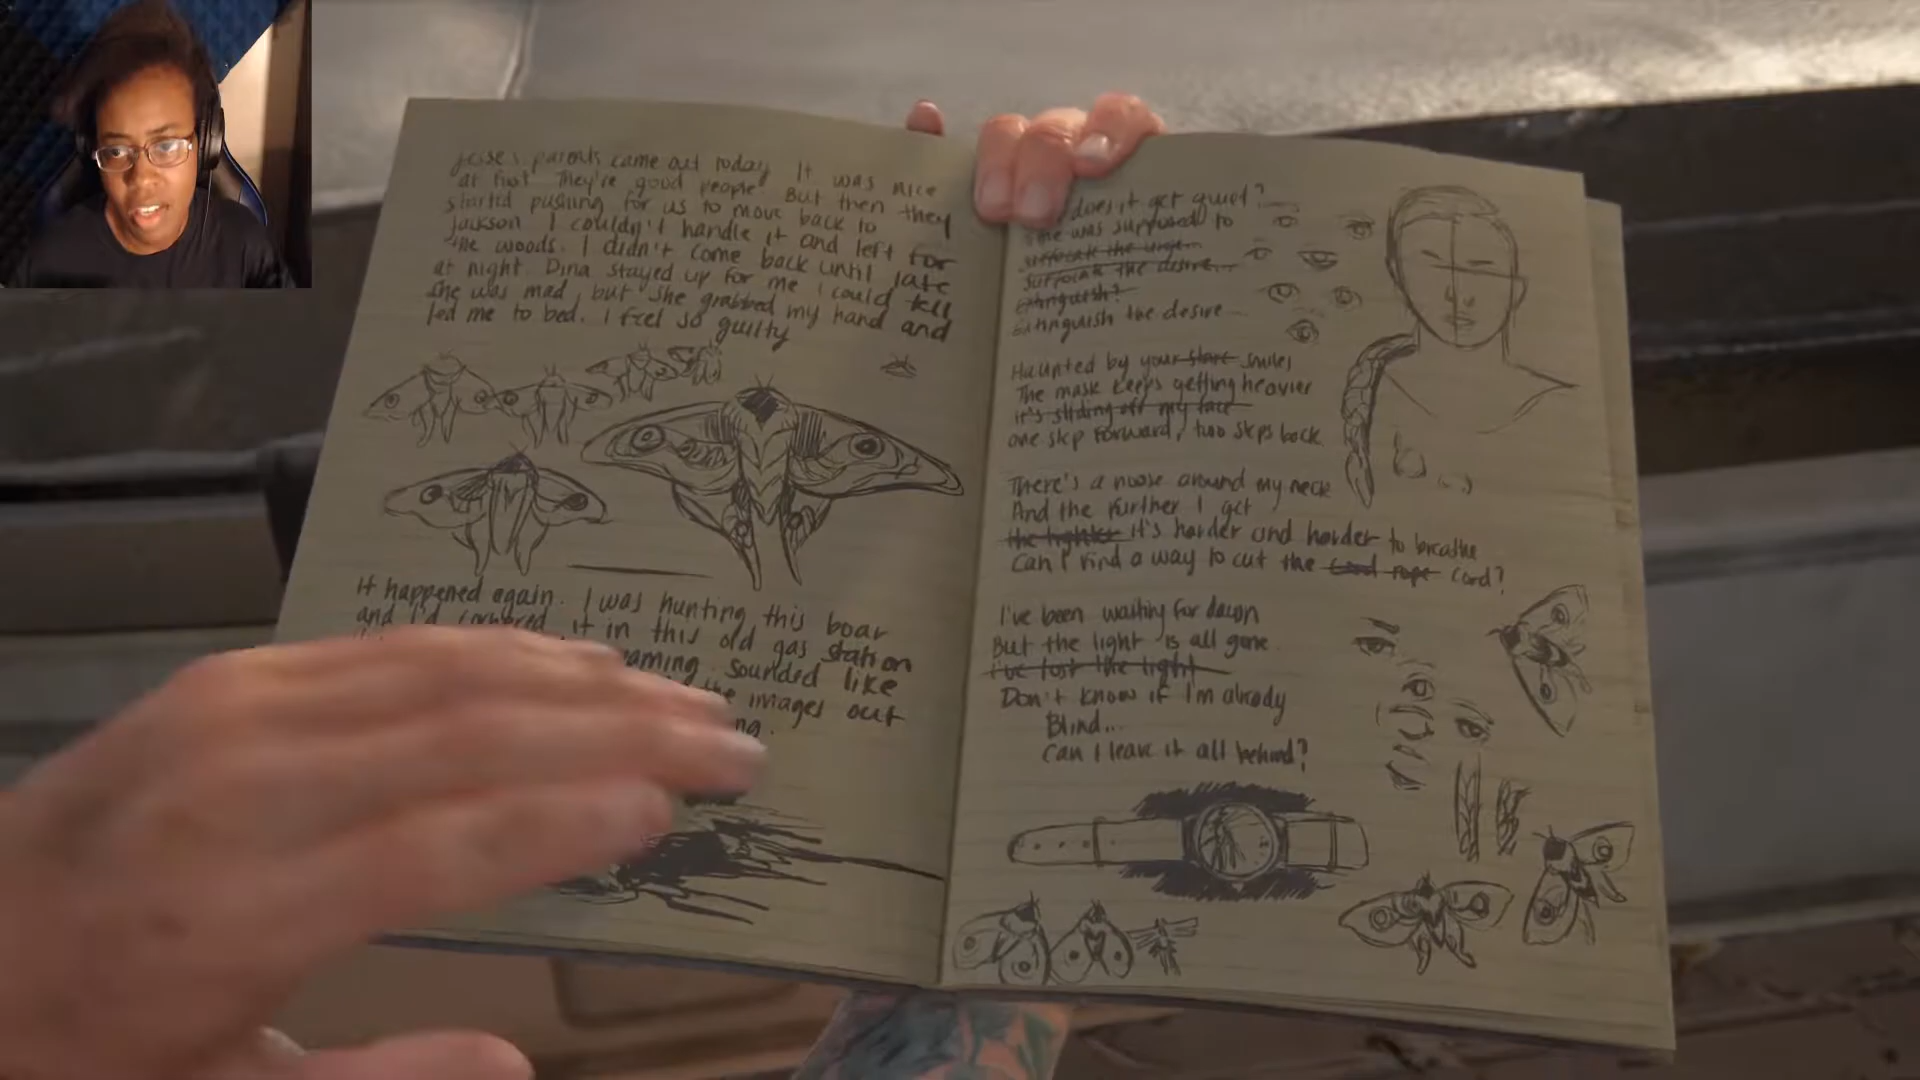 Jesse's parents came out today. It was nice
at first. They're good people. But then they
started pushing for us to move back to
Jackson. I couldn't handle it and left for
the woods. I didn't come back until late
at night. Dina stayed up for me. I could tell
she was mad, but she grabbed my hand and
led me to bed. I feel so guilty
It happened again. I was hunting this boar
and I'd cornered it in this old gas station
sounded like
the images out
does it get quiet?
was supposed to
suffocate the urge...
suffocate the desire...
extinguish?
extinguish the desire...
Haunted by your stare smiles
The mask keeps getting heavier
it's sliding off my face
one step forward, two steps back
There's a noose around my neck
And the further I get
the tighter it's harder and harder to breathe
Can I find a way to cut the cord rope cord?
I've been waiting for dawn
But the light is all gone
I've lost the light
Don't know if I'm already
Blind...
Can I leave it all behind?